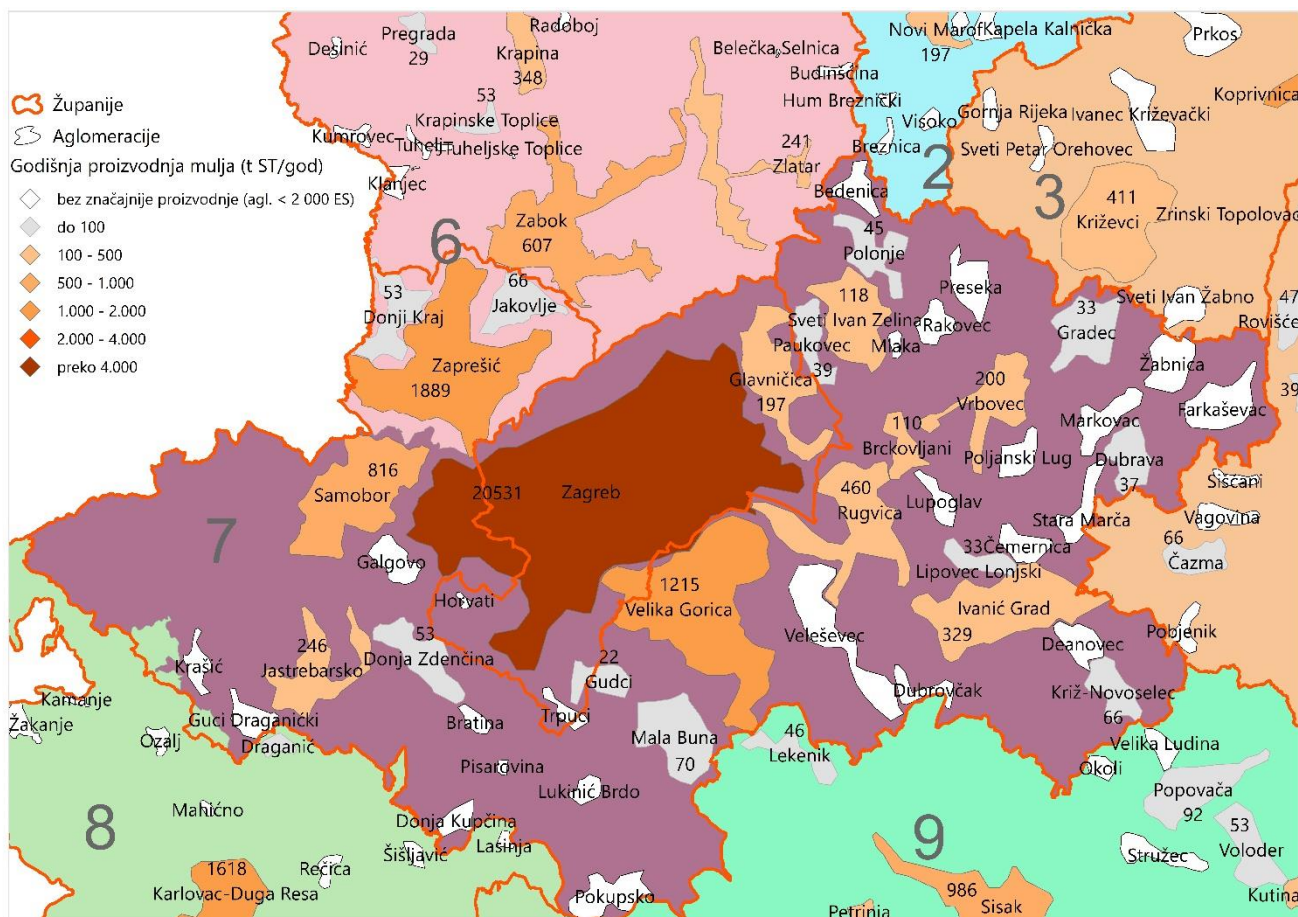 Županije
Aglomeracije
Godišnja proizvodnja mulja (t ST/god)
bez značajnije proizvodnje (agl. < 2 000 ES)
do 100
100 - 500
500 - 1.000
1.000 - 2.000
2.000 - 4.000
preko 4.000
Desinić
Pregrada
29
Radoboj
Krapina
348
Belečka Selnica
Budinšćina
Hum Breznički
Novi Marof
197
Kapela Kalnička
Prkos
Koprivnica
53
Krapinske Toplice
Kumrovec
Tuhelj
Tuheljske Toplice
Klanjec
241
Zlatar
Visoko
Breznica
2
Gornja Rijeka
Ivanec Križevački
Sveti Petar Orehovec
3
411
Križevci
Zrinski Topolovac
Bedenica
6
Zabok
607
45
Polonje
53
Donji Kraj
66
Jakovlje
Preseka
Sveti Ivan Žabno
47
Rovišće
118
Sveti Ivan Zelina
Rakovec
33
Gradec
Zaprešić
1889
Paukovec
39
Mlaka
Žabnica
Glavničica
197
200
Vrbovec
39
Farkaševac
Markovac
110
Brckovljani
Poljanski Lug
Dubrava
37
816
Samobor
20531
Zagreb
460
Rugvica
Lupoglav
Šišćani
Vagovina
7
Stara Marča
66
Čazma
Galgovo
33
Čemernica
Lipovec Lonjski
1215
Velika Gorica
Ivanić Grad
329
Horvati
Veleševec
Deanovec
Pobjenik
246
Jastrebarsko
53
Donja Zdenčina
22
Gudci
Krašić
Dubrovčak
Križ-Novoselec
66
Kamanje
Žakanje
Guci Draganićki
Bratina
Trpuci
Mala Buna
70
46
Lekenik
Velika Ludina
Ozalj
Draganić
Pisarovina
Okoli
Lukinić Brdo
Popovača
92
8
Mahićno
Donja Kupčina
9
53
Voloder
Šišljavić
Lasinja
Stružec
1618
Karlovac-Duga Resa
Rečica
Pokupsko
986
Sisak
Kutina
Petrinja